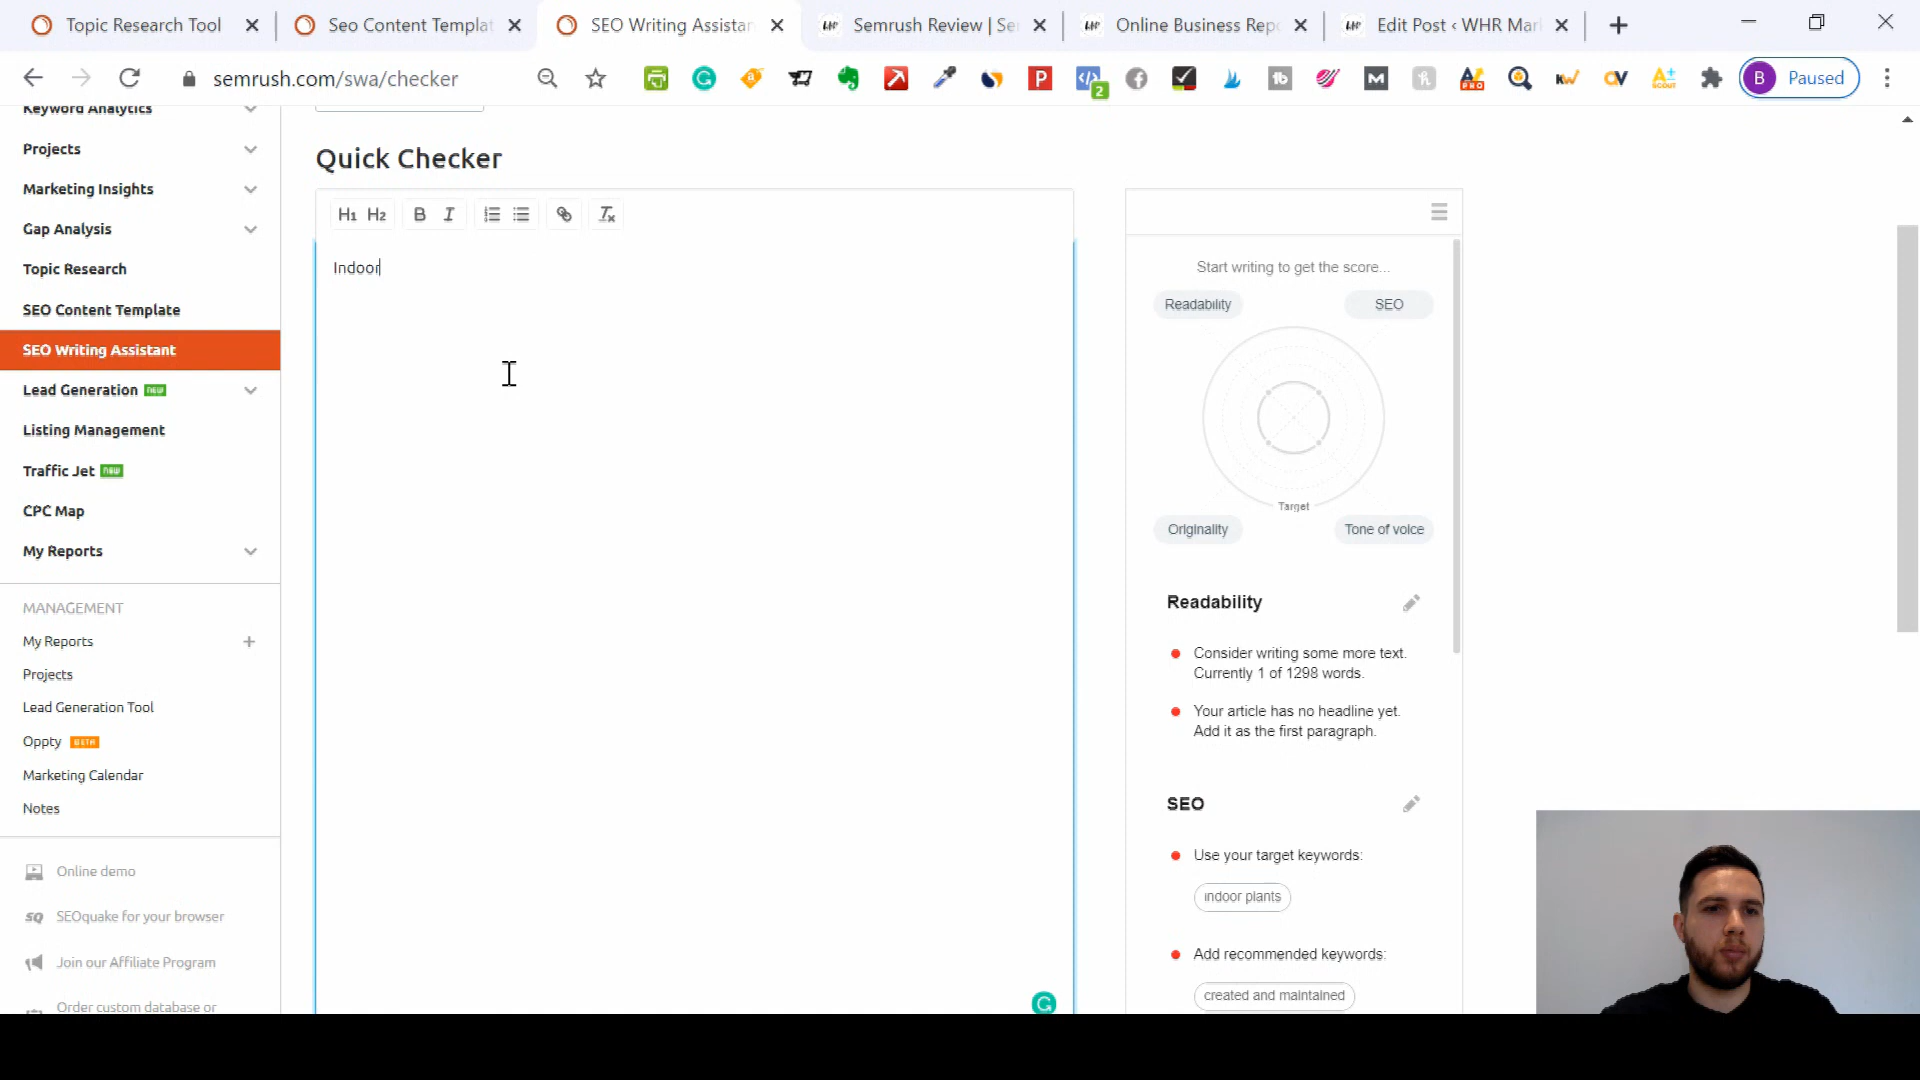 Topic Research Tool
Seo Content Templat
SEO Writing Assistan
Semrush Review | Se
Online Business Rep
Edit Post ‹ WHR Mar
semrush.com/swa/checker
2
B Paused
Keyword Analytics
Projects
Marketing Insights
Gap Analysis
Topic Research
SEO Content Template
SEO Writing Assistant
Lead Generation new
Listing Management
Traffic Jet new
CPC Map
My Reports
MANAGEMENT
My Reports
Projects
Lead Generation Tool
Oppty BETA
Marketing Calendar
Notes
Online demo
SEOquake for your browser
Join our Affiliate Program
Order custom database or
Quick Checker
H1 H2 B I
Indoor
Start writing to get the score...
Readability SEO
Target
Originality Tone of voice
Readability
Consider writing some more text.
Currently 1 of 1298 words.
Your article has no headline yet.
Add it as the first paragraph.
SEO
Use your target keywords:
indoor plants
Add recommended keywords:
created and maintained